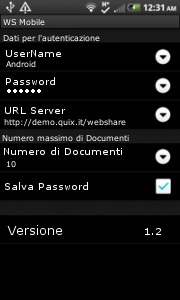 12:31 AM
WS Mobile
Dati per l'autenticazione
UserName
Android
Password
••••••
URL Server
http://demo.quix.it/webshare
Numero massimo di Documenti
Numero di Documenti
10
Salva Password
Versione 1.2